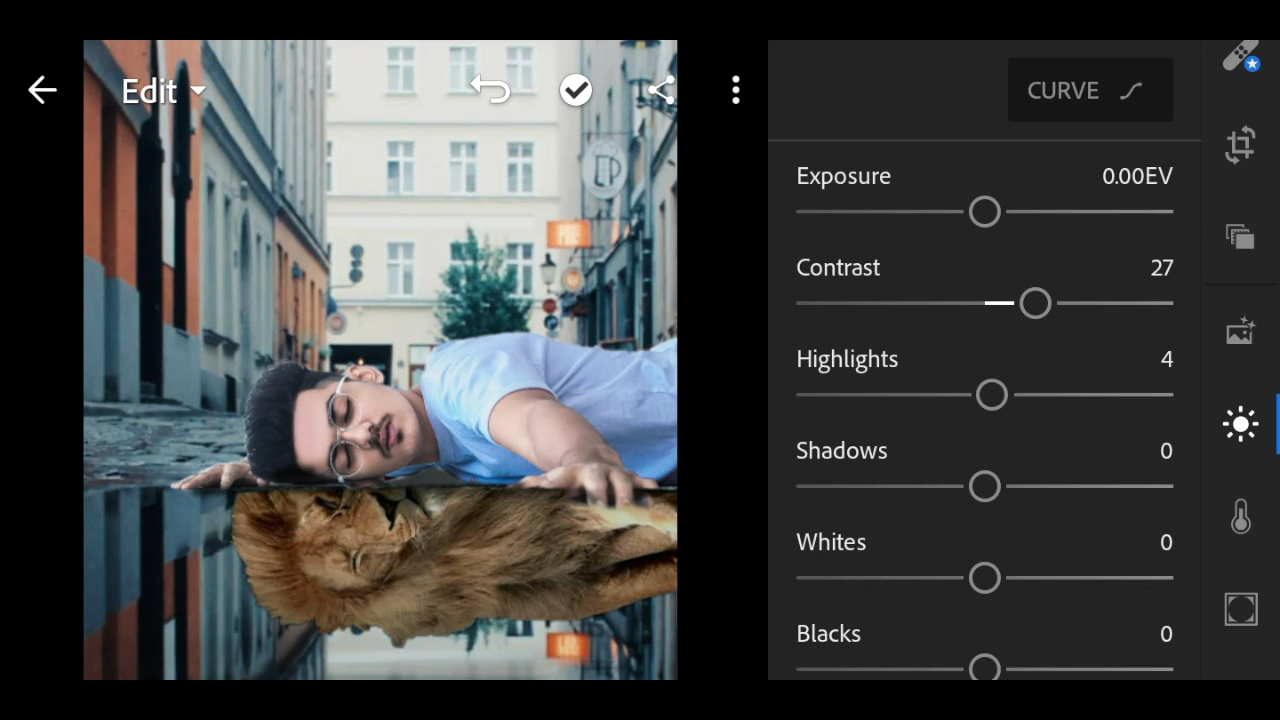 Edit
CURVE
Exposure 0.00EV
Contrast 27
Highlights 4
Shadows 0
Whites 0
Blacks 0